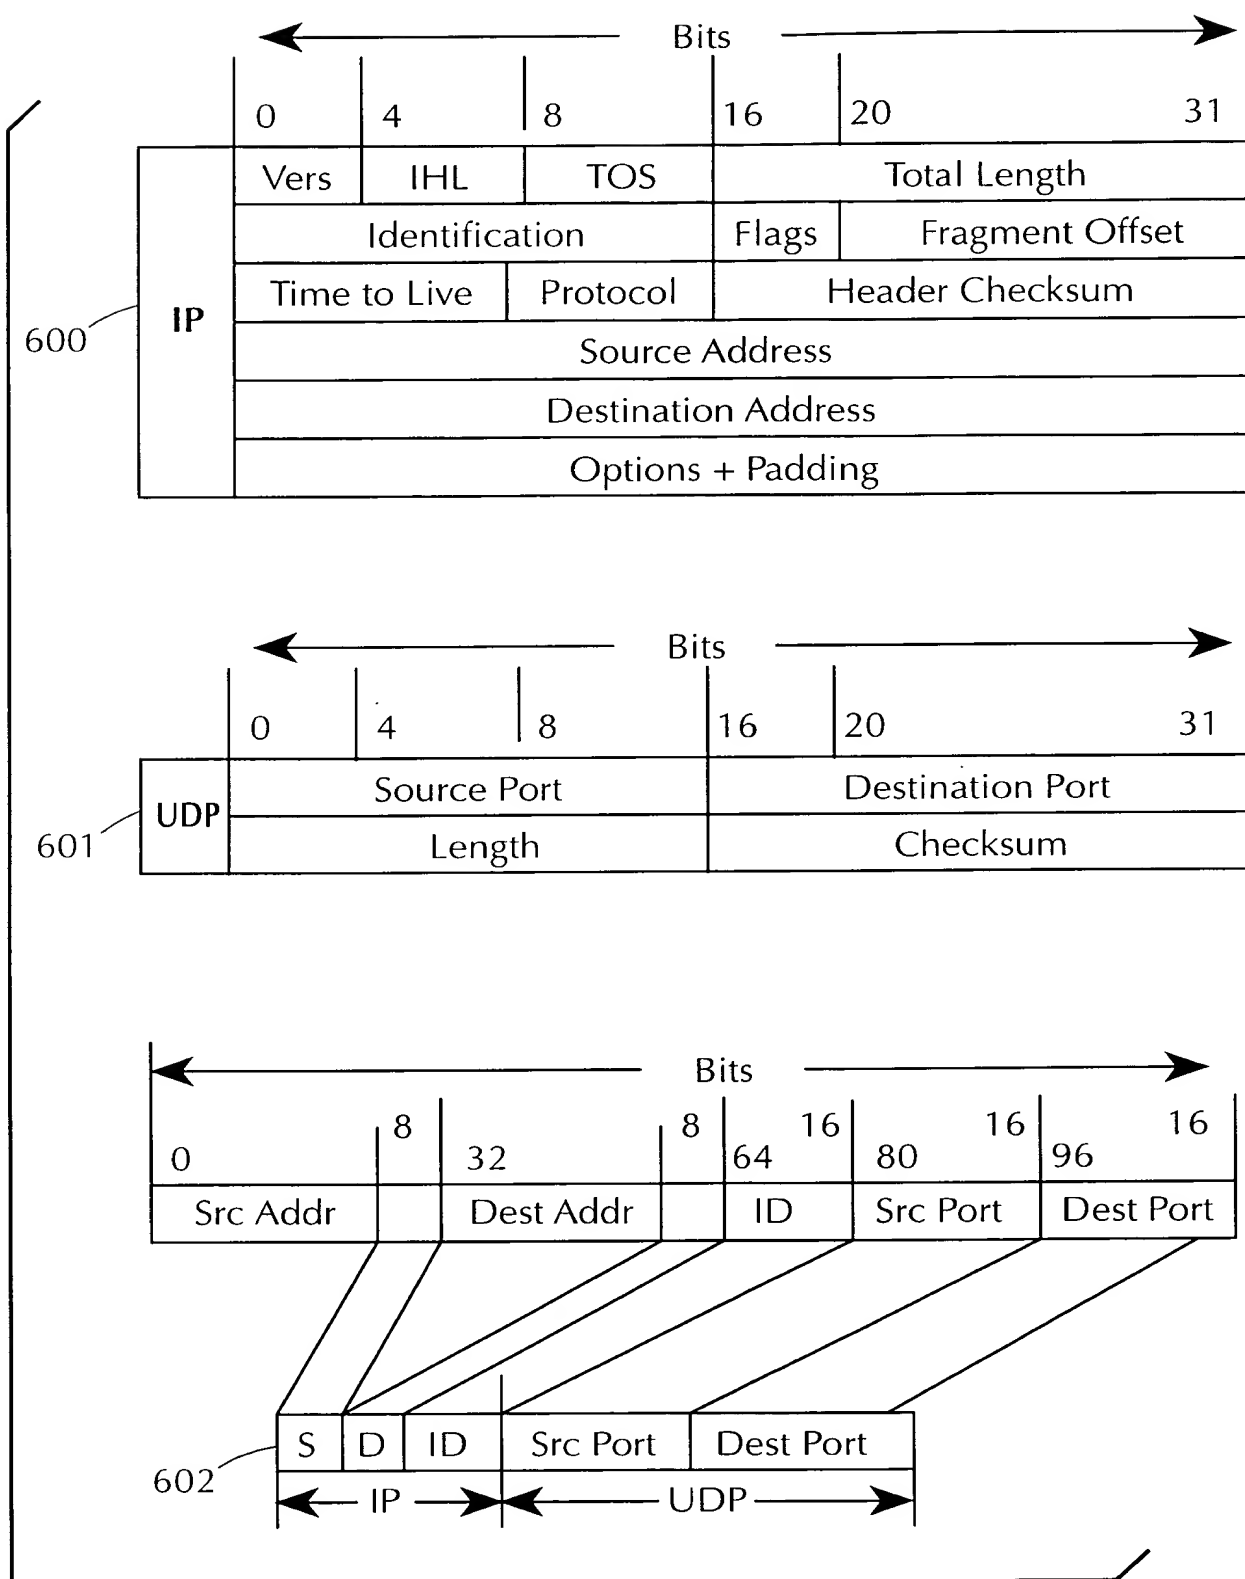 Bits
0 4 8 16 20 31
Vers IHL TOS Total Length
Identification Flags Fragment Offset
Time to Live Protocol Header Checksum
IP
600
Source Address
Destination Address
Options + Padding
Bits
0 4 8 16 20 31
Source Port Destination Port
UDP
601
Length Checksum
Bits
8 8 16 16 16
0 32 64 80 96
Src Addr Dest Addr ID Src Port Dest Port
S D ID Src Port Dest Port
602
IP UDP